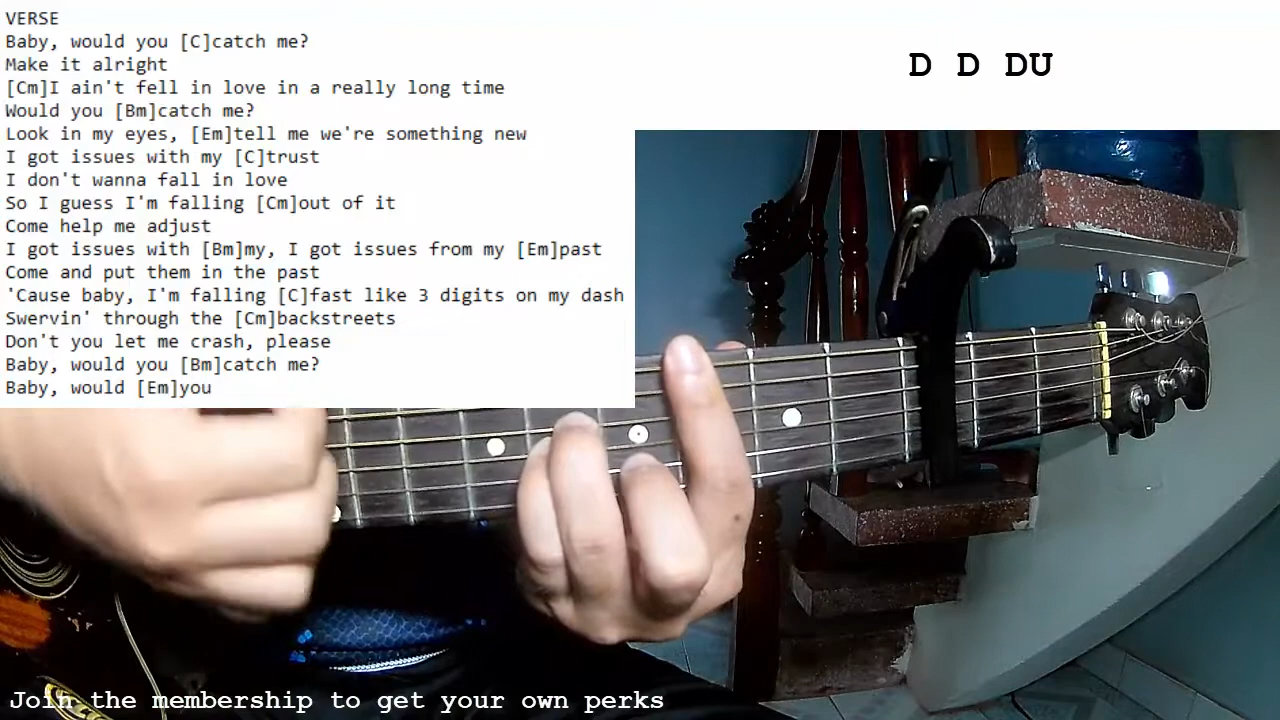 VERSE
Baby, would you [C]catch me?
Make it alright
[Cm]I ain't fell in love in a really long time
Would you [Bm]catch me?
Look in my eyes, [Em]tell me we're something new
I got issues with my [C]trust
I don't wanna fall in love
So I guess I'm falling [Cm]out of it
Come help me adjust
I got issues with [Bm]my, I got issues from my [Em]past
Come and put them in the past
'Cause baby, I'm falling [C]fast like 3 digits on my dash
Swervin' through the [Cm]backstreets
Don't you let me crash, please
Baby, would you [Bm]catch me?
Baby, would [Em]you
D D DU
Join the membership to get your own perks